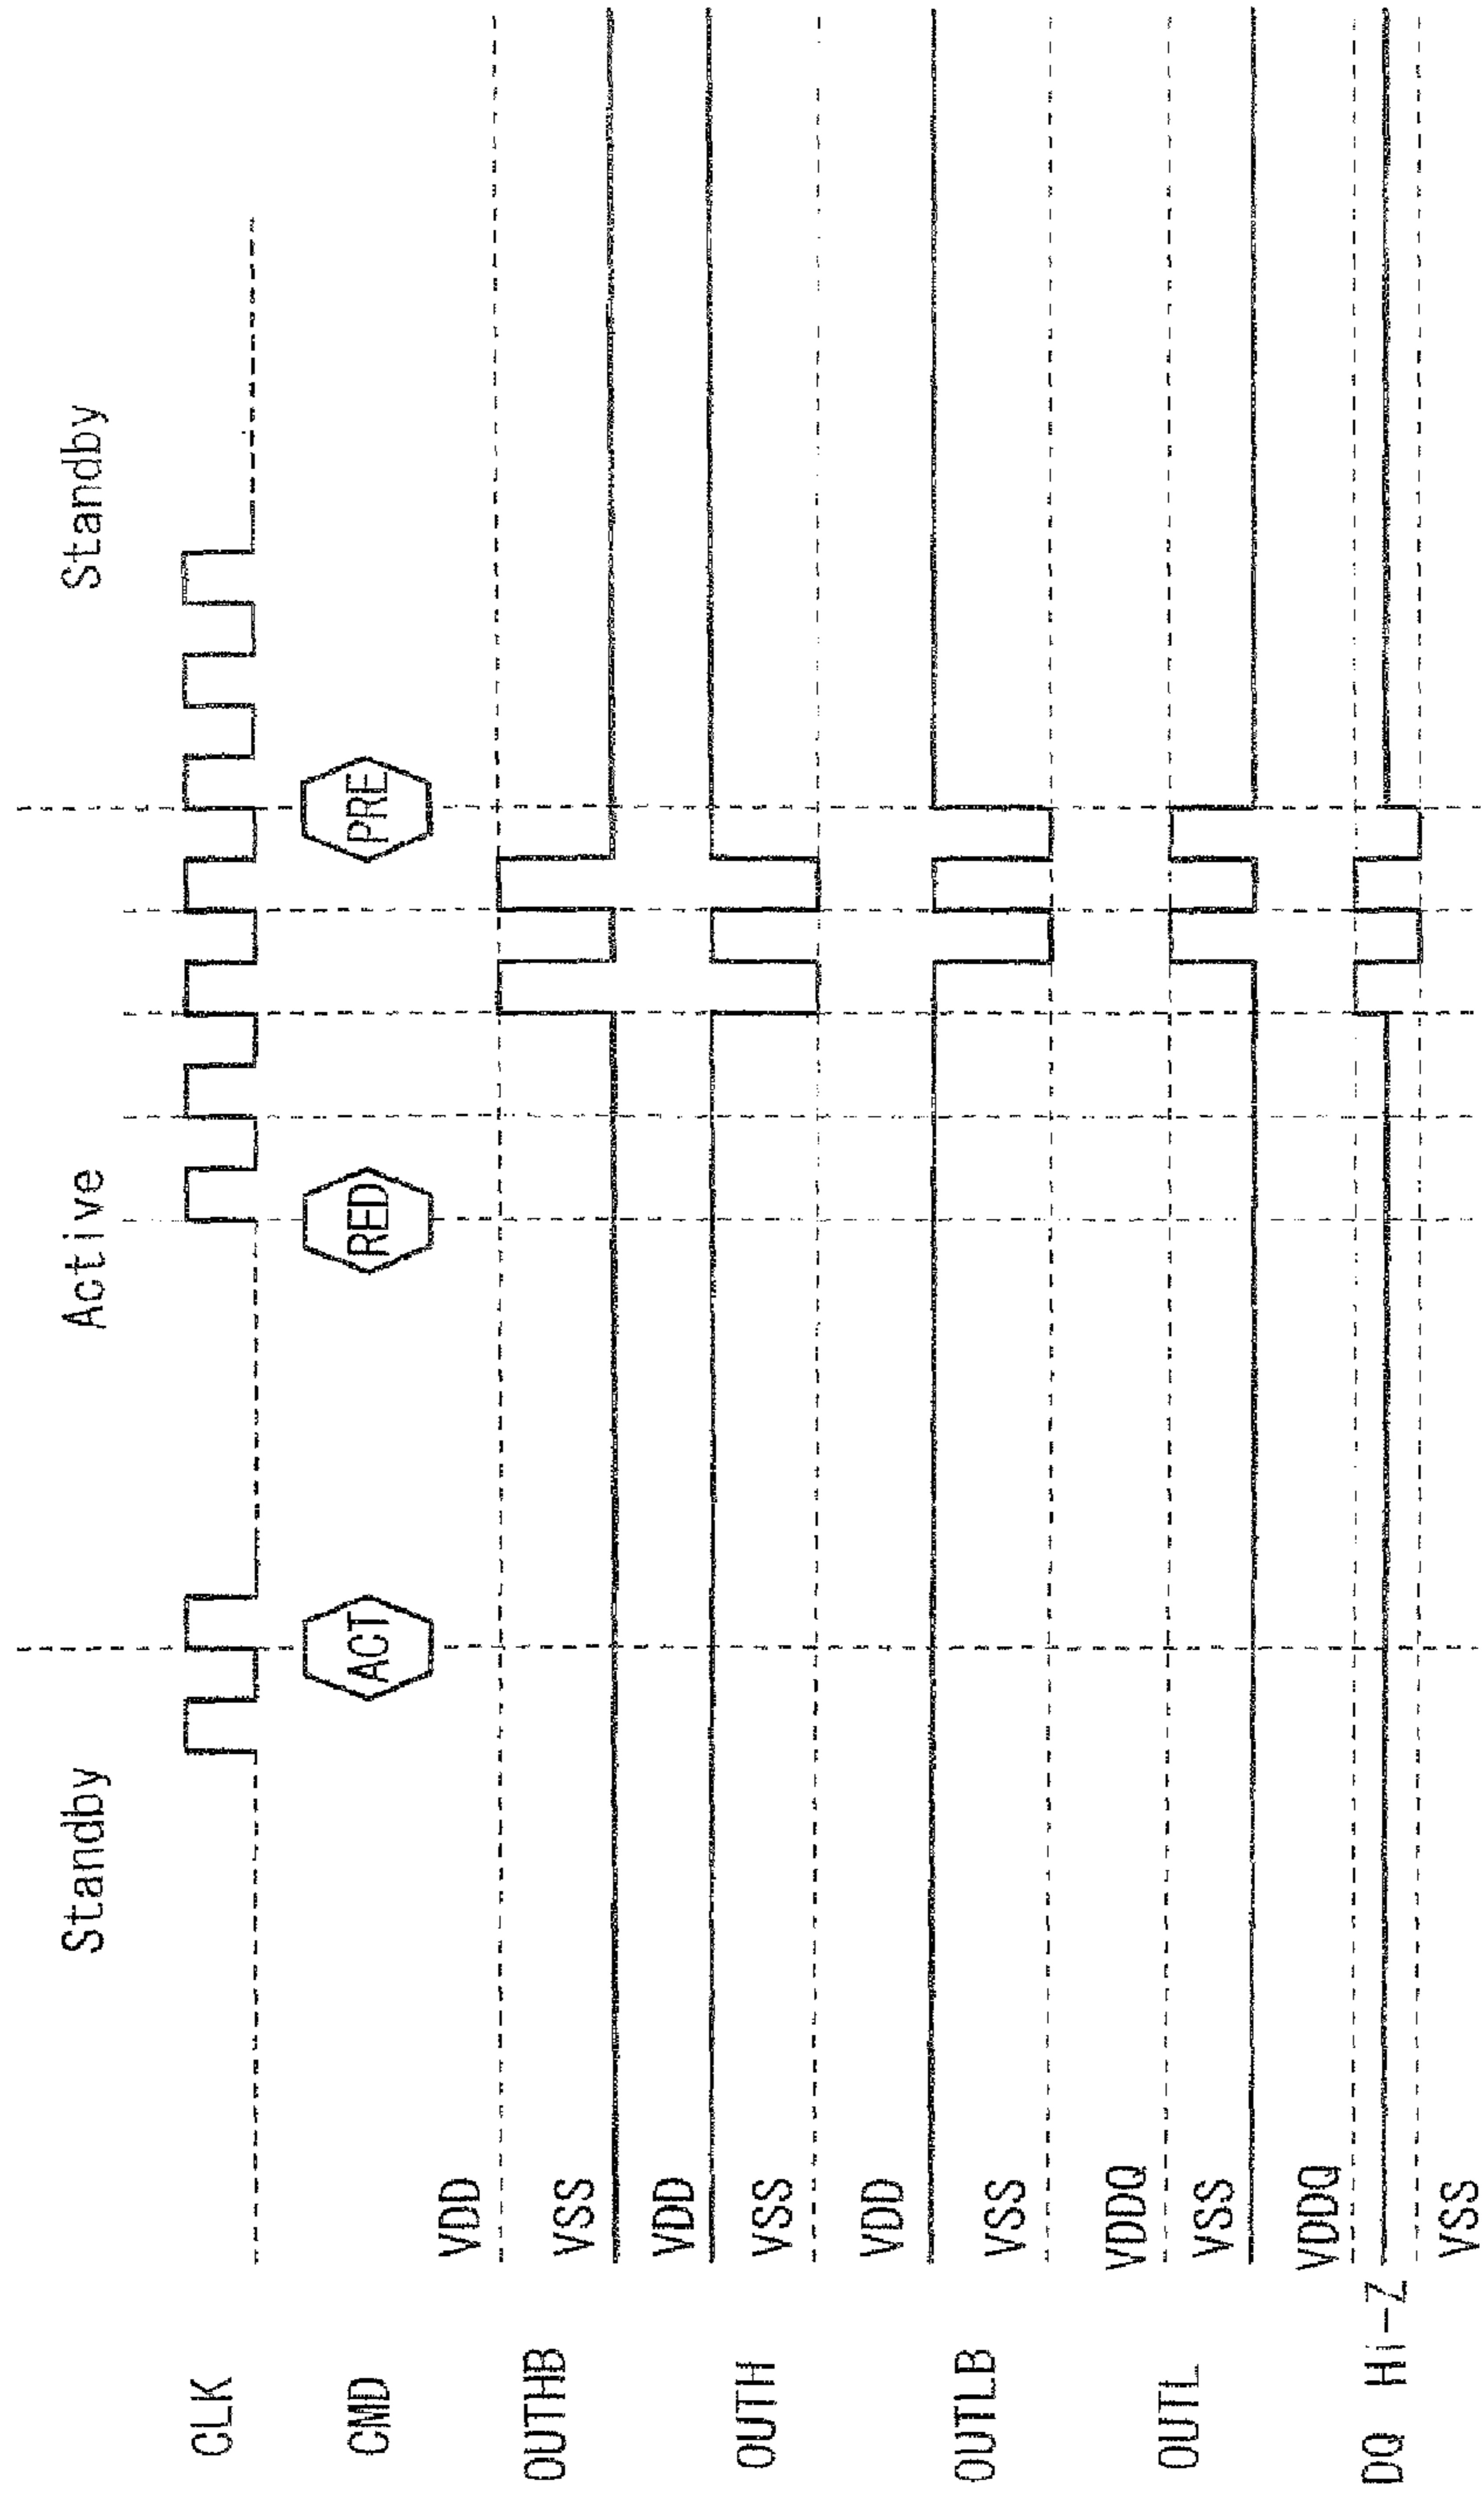 Standby Active Standby
CLK
CMD ACT RED PRE
VDD
OUTHB
VSS
VDD
OUTH
VSS
VDD
OUTLB
VSS
VDDQ
OUTL
VSS
VDDQ
DQ Hi-Z
VSS